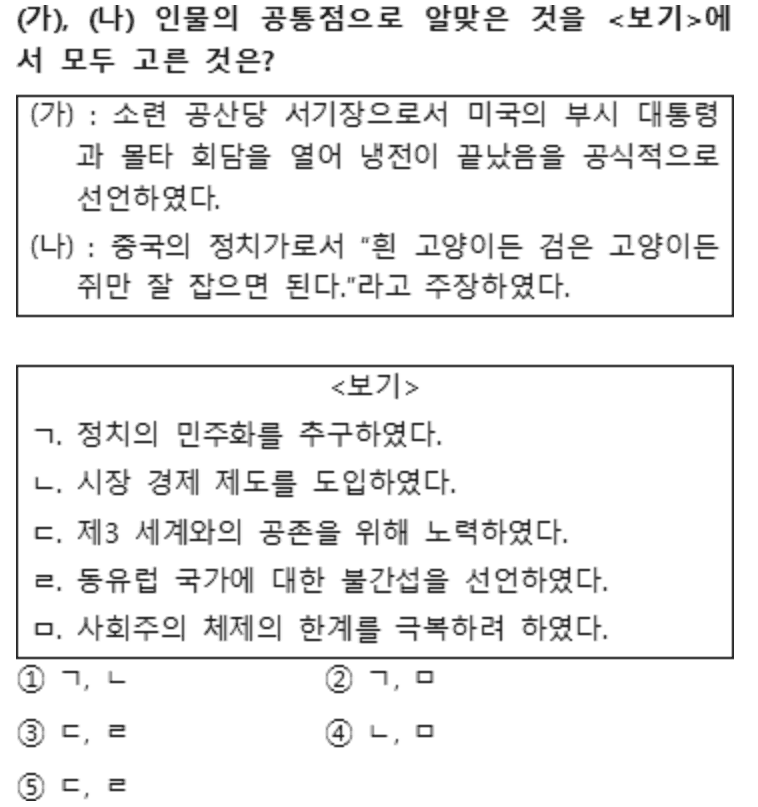 (가), (나) 인물의 공통점으로 알맞은 것을 <보기>에
서 모두 고른 것은?
(가) : 소련 공산당 서기장으로서 미국의 부시 대통령
과 몰타 회담을 열어 냉전이 끝났음을 공식적으로
선언하였다.
(나) : 중국의 정치가로서 "흰 고양이든 검은 고양이든
쥐만 잘 잡으면 된다."라고 주장하였다.
<보기>
ㄱ. 정치의 민주화를 추구하였다.
ㄴ. 시장 경제 제도를 도입하였다.
ㄷ. 제3 세계와의 공존을 위해 노력하였다.
ㄹ. 동유럽 국가에 대한 불간섭을 선언하였다.
ㅁ. 사회주의 체제의 한계를 극복하려 하였다.
① ㄱ, ㄴ ② ㄱ, ㅁ
③ ㄷ, ㄹ ④ ㄴ, ㅁ
⑤ ㄷ, ㄹ